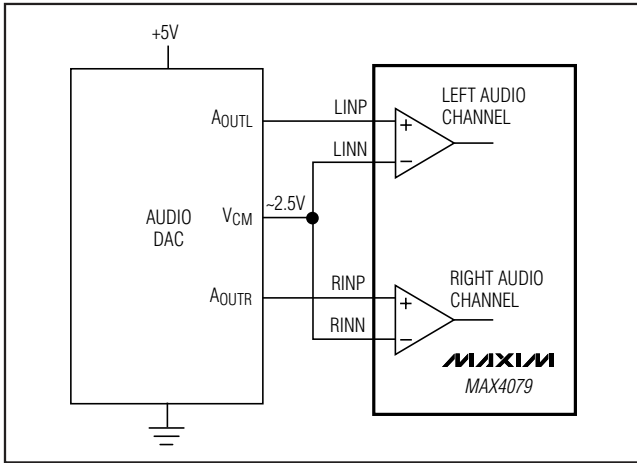 +5V
AOUTL
LINP
LEFT AUDIO
CHANNEL
LINN
AUDIO
DAC
VCM
~2.5V
AOUTR
RINP
RIGHT AUDIO
CHANNEL
RINN
+
−
+
−
MAXIM
MAX4079